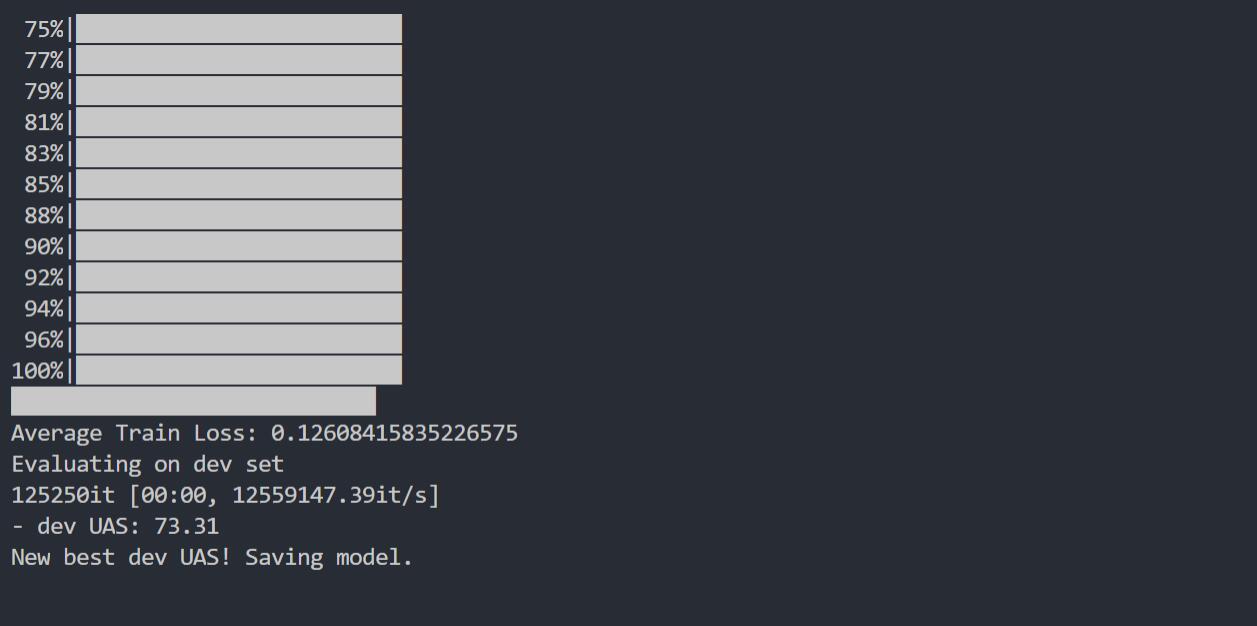 75%|
77%|
79%|
81%|
83%|
85%|
88%|
90%|
92%|
94%|
96%|
100%|
Average Train Loss: 0.12608415835226575
Evaluating on dev set
125250it [00:00, 12559147.39it/s]
- dev UAS: 73.31
New best dev UAS! Saving model.